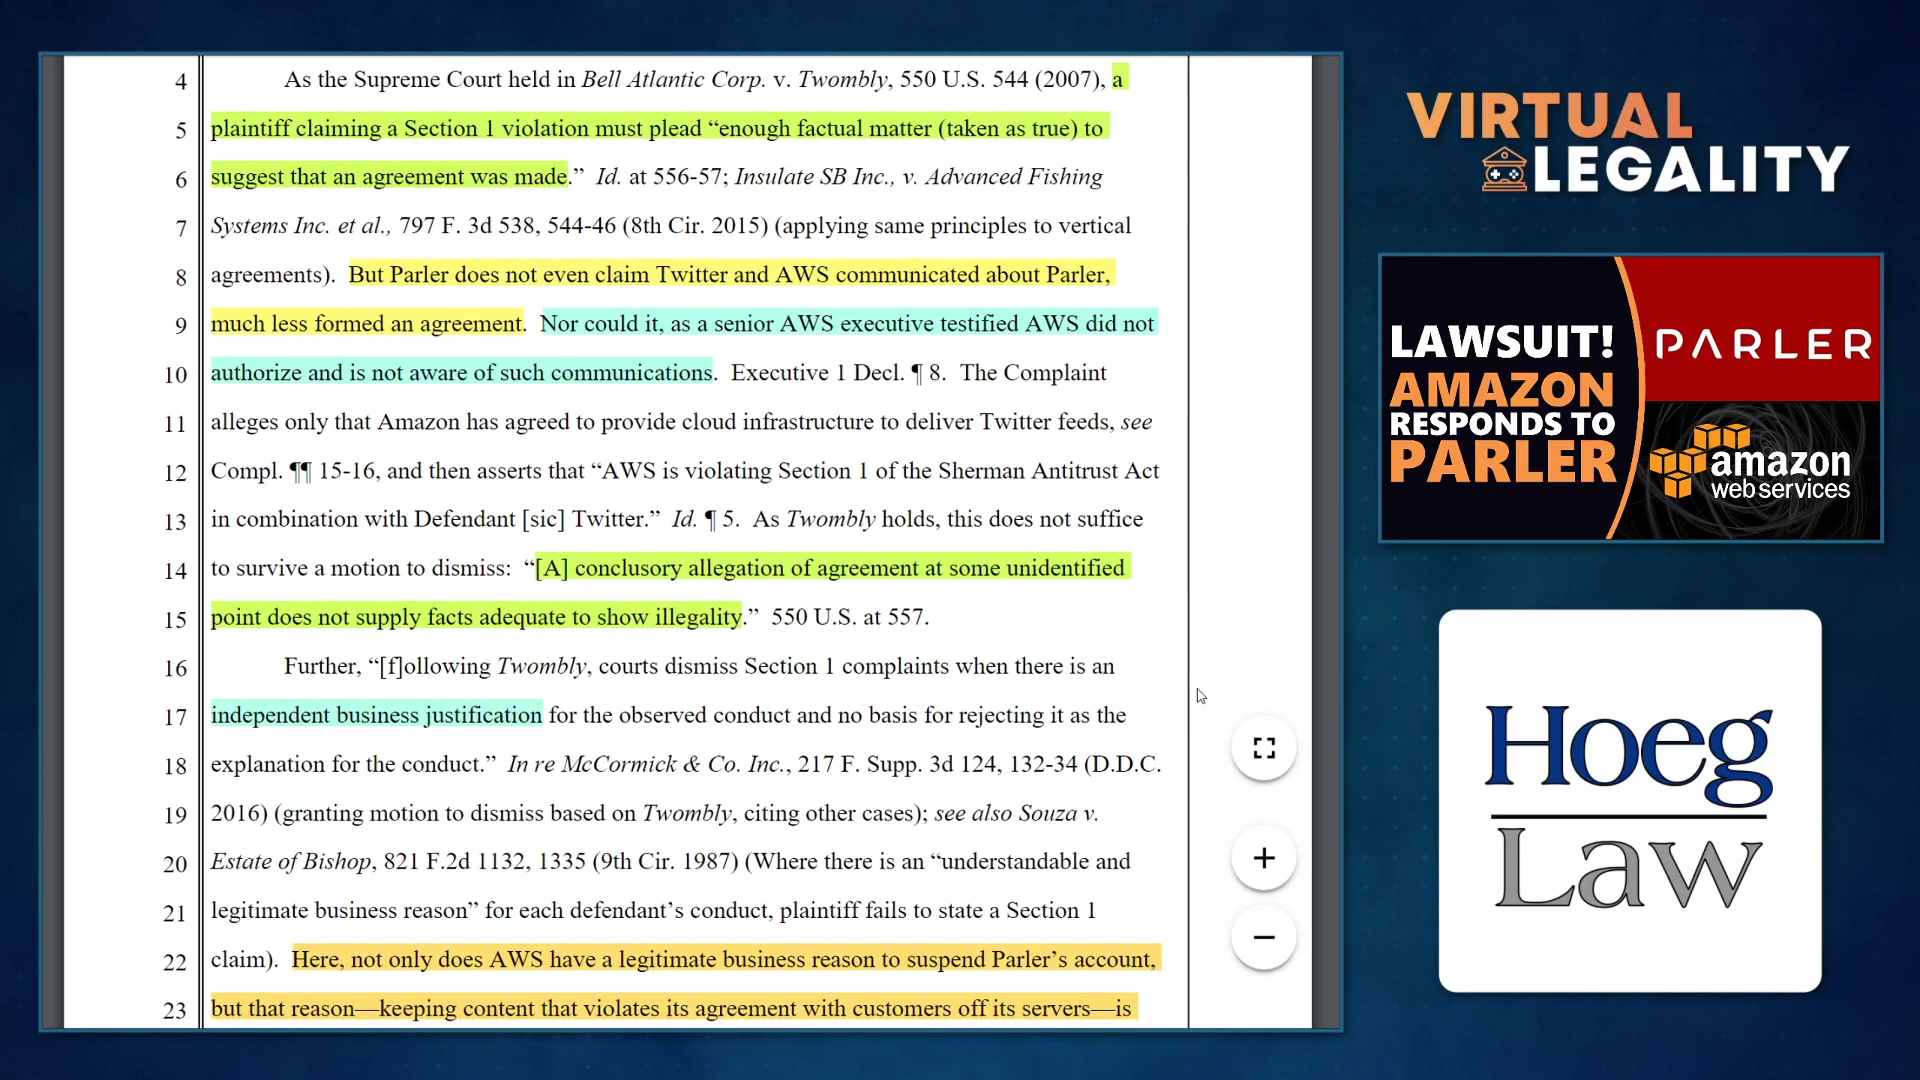 4 As the Supreme Court held in Bell Atlantic Corp. v. Twombly, 550 U.S. 544 (2007), a
5 plaintiff claiming a Section 1 violation must plead “enough factual matter (taken as true) to
6 suggest that an agreement was made.” Id. at 556-57; Insulate SB Inc., v. Advanced Fishing
7 Systems Inc. et al., 797 F. 3d 538, 544-46 (8th Cir. 2015) (applying same principles to vertical
8 agreements). But Parler does not even claim Twitter and AWS communicated about Parler,
9 much less formed an agreement. Nor could it, as a senior AWS executive testified AWS did not
10 authorize and is not aware of such communications. Executive 1 Decl. ¶ 8. The Complaint
11 alleges only that Amazon has agreed to provide cloud infrastructure to deliver Twitter feeds, see
12 Compl. ¶¶ 15-16, and then asserts that “AWS is violating Section 1 of the Sherman Antitrust Act
13 in combination with Defendant [sic] Twitter.” Id. ¶ 5. As Twombly holds, this does not suffice
14 to survive a motion to dismiss: “[A] conclusory allegation of agreement at some unidentified
15 point does not supply facts adequate to show illegality.” 550 U.S. at 557.
16 Further, “[f]ollowing Twombly, courts dismiss Section 1 complaints when there is an
17 independent business justification for the observed conduct and no basis for rejecting it as the
18 explanation for the conduct.” In re McCormick & Co. Inc., 217 F. Supp. 3d 124, 132-34 (D.D.C.
19 2016) (granting motion to dismiss based on Twombly, citing other cases); see also Souza v.
20 Estate of Bishop, 821 F.2d 1132, 1335 (9th Cir. 1987) (Where there is an “understandable and
21 legitimate business reason” for each defendant’s conduct, plaintiff fails to state a Section 1
22 claim). Here, not only does AWS have a legitimate business reason to suspend Parler’s account,
23 but that reason—keeping content that violates its agreement with customers off its servers—is
VIRTUAL
LEGALITY
LAWSUIT!
AMAZON
RESPONDS TO
PARLER
PARLER
amazon
web services
Hoeg
Law